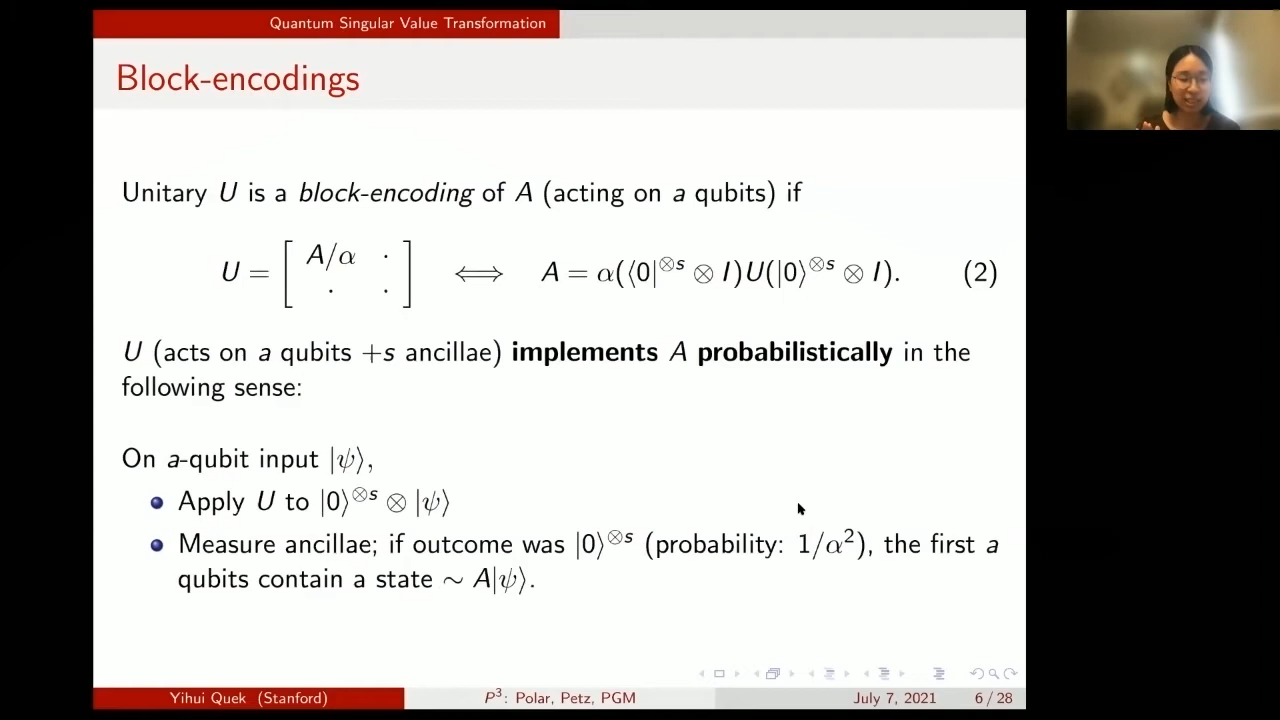 Quantum Singular Value Transformation
Block-encodings
Unitary U is a block-encoding of A (acting on a qubits) if
U = [ A/α · ; · · ] ⟺ A = α(⟨0|^{⊗s} ⊗ I)U(|0⟩^{⊗s} ⊗ I). (2)
U (acts on a qubits +s ancillae) implements A probabilistically in the
following sense:
On a-qubit input |ψ⟩,
Apply U to |0⟩^{⊗s} ⊗ |ψ⟩
Measure ancillae; if outcome was |0⟩^{⊗s} (probability: 1/α²), the first a
qubits contain a state ∼ A|ψ⟩.
Yihui Quek (Stanford) P³: Polar, Petz, PGM July 7, 2021 6 / 28